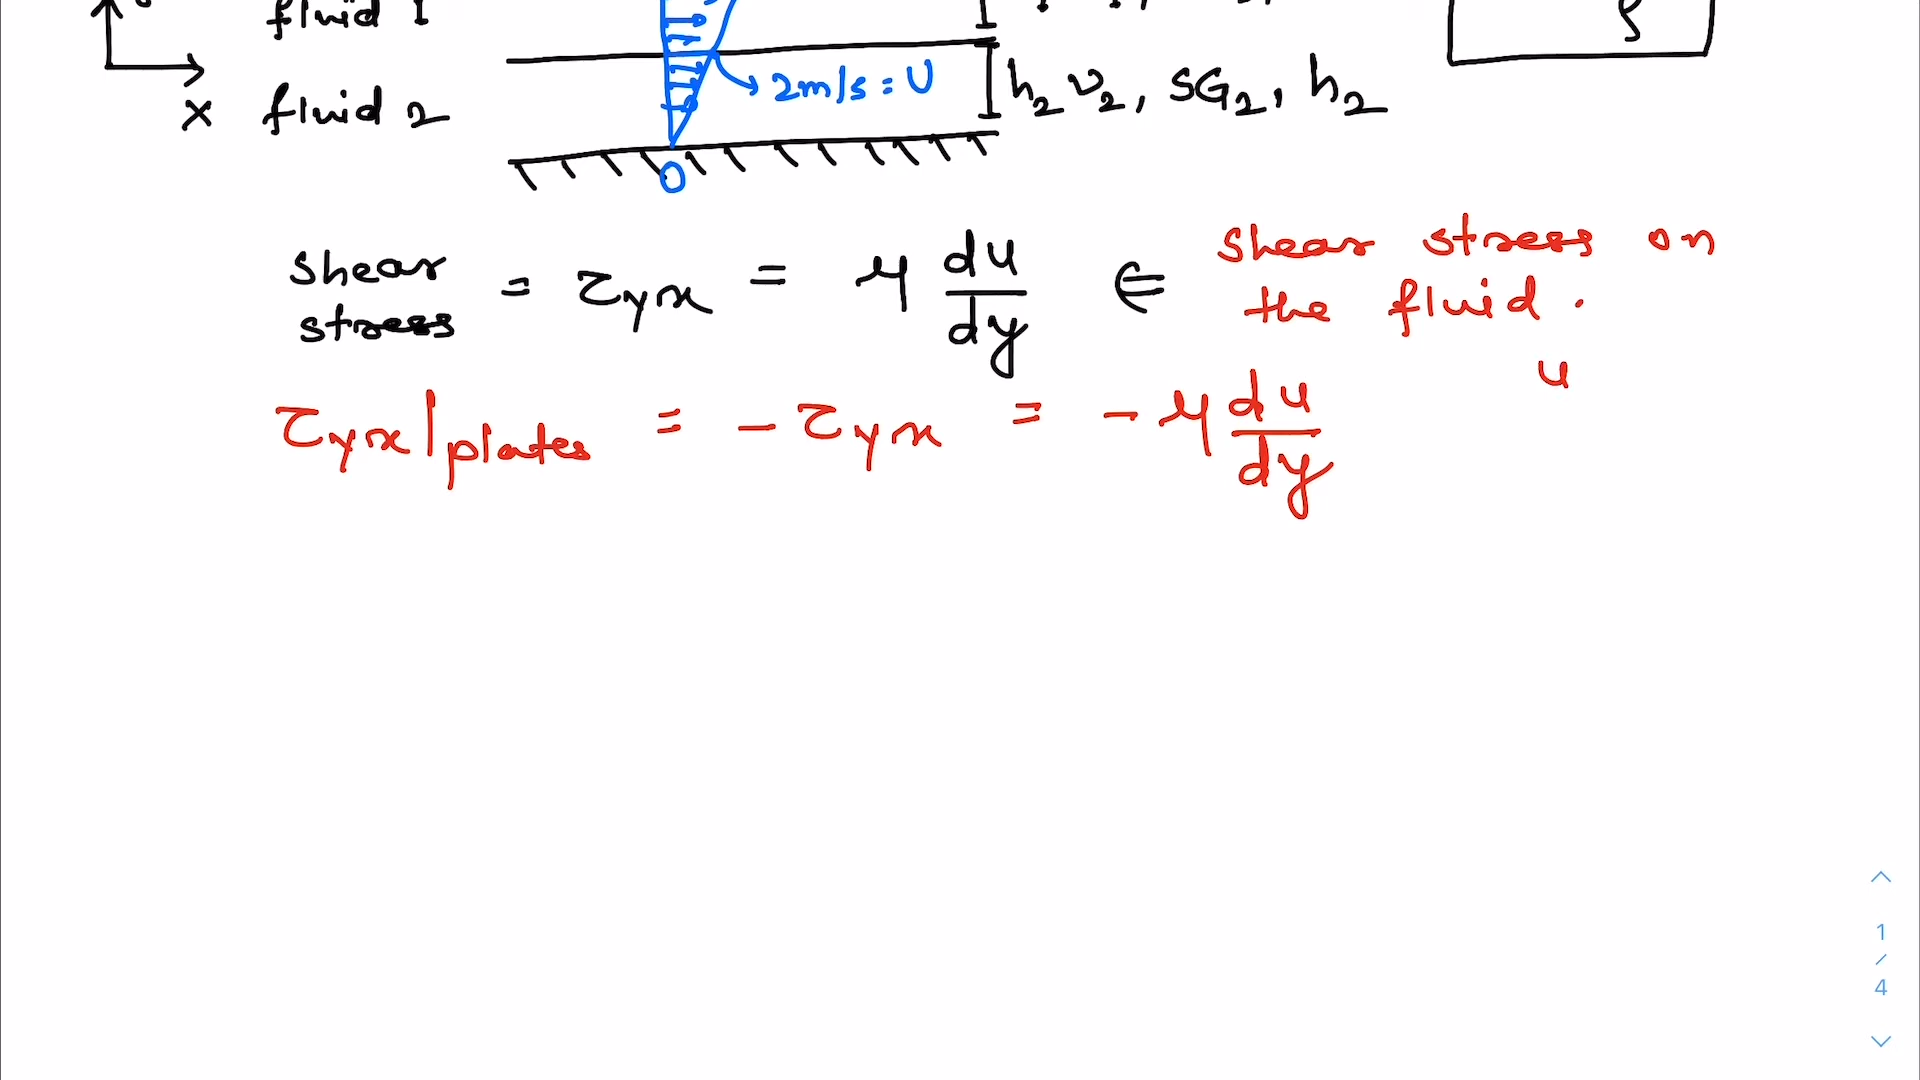 fluid 1
ρ
2m/s = U
h₂ ν₂, SG₂, h₂
x fluid 2
0
shear stress = τyx = μ du/dy ⋲ shear stress on the fluid.
u
τyx|plates = - τyx = - μ du/dy
1
/
4